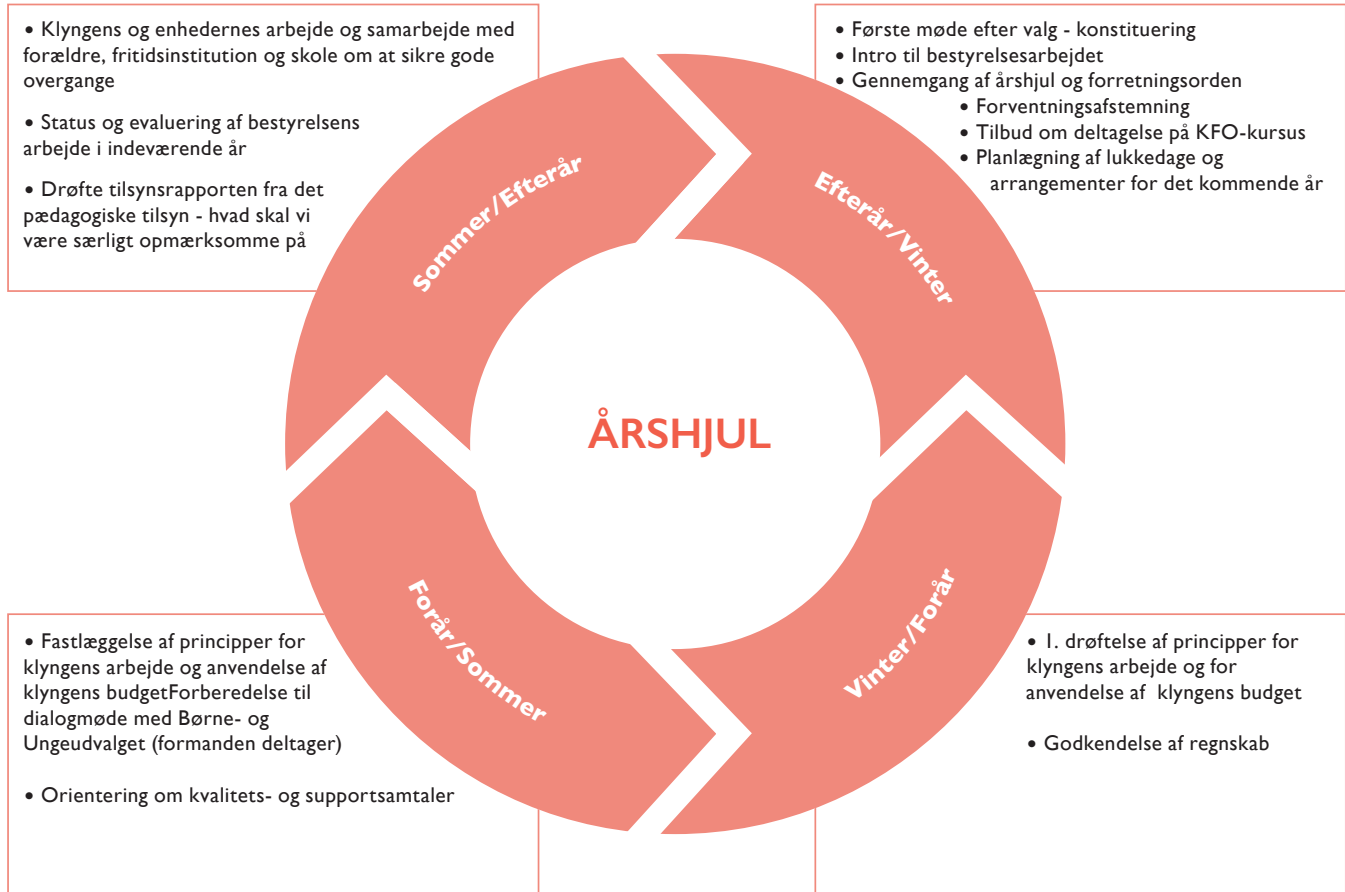 • Klyngens og enhedernes arbejde og samarbejde med
forældre, fritidsinstitution og skole om at sikre gode
overgange
• Status og evaluering af bestyrelsens
arbejde i indeværende år
• Drøfte tilsynsrapporten fra det
pædagogiske tilsyn - hvad skal vi
være særligt opmærksomme på
• Første møde efter valg - konstituering
• Intro til bestyrelsesarbejdet
• Gennemgang af årshjul og forretningsorden
• Forventningsafstemning
• Tilbud om deltagelse på KFO-kursus
• Planlægning af lukkedage og
arrangementer for det kommende år
Sommer/Efterår
Efterår/Vinter
ÅRSHJUL
Forår/Sommer
Vinter/Forår
• Fastlæggelse af principper for
klyngens arbejde og anvendelse af
klyngens budgetForberedelse til
dialogmøde med Børne- og
Ungeudvalget (formanden deltager)
• Orientering om kvalitets- og supportsamtaler
• 1. drøftelse af principper for
klyngens arbejde og for
anvendelse af klyngens budget
• Godkendelse af regnskab